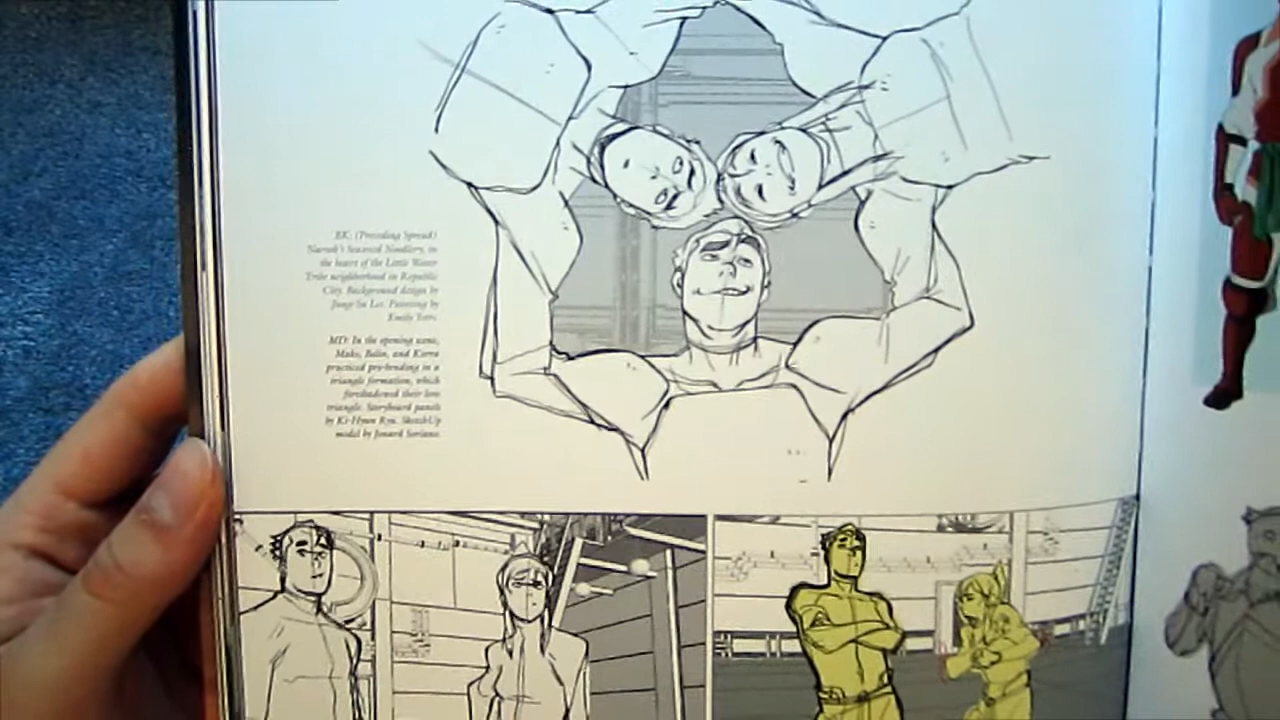 BK: (Preceding Spread)
Narook's Seaweed Noodlery, in
the heart of the Little Water
Tribe neighborhood in Republic
City. Background design by
Jung-Su Lee. Painting by
Emily Tetri.
MD: In the opening scene,
Mako, Bolin, and Korra
practiced pro-bending in a
triangle formation, which
foreshadowed their love
triangle. Storyboard panels
by Ki-Hyun Ryu. SketchUp
model by Jenard Soriano.